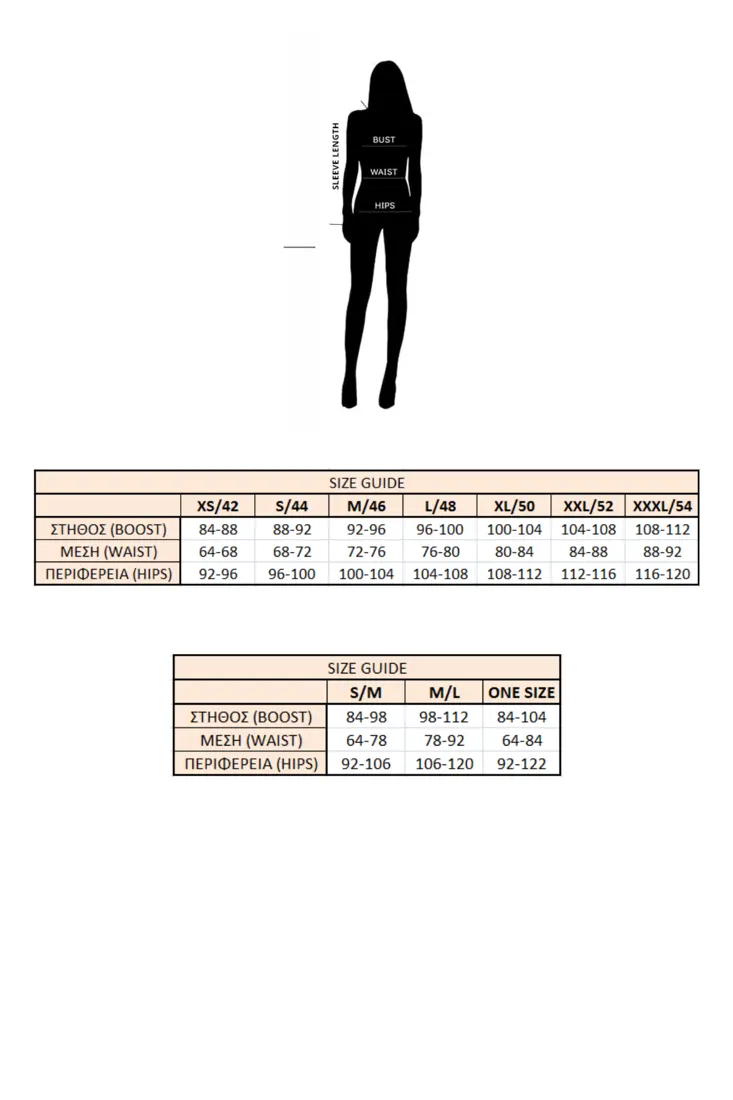 SLEEVE LENGTH
BUST
WAIST
HIPS
SIZE GUIDE
XS/42 S/44 M/46 L/48 XL/50 XXL/52 XXXL/54
ΣΤΗΘΟΣ (BOOST) 84-88 88-92 92-96 96-100 100-104 104-108 108-112
ΜΕΣΗ (WAIST) 64-68 68-72 72-76 76-80 80-84 84-88 88-92
ΠΕΡΙΦΕΡΕΙΑ (HIPS) 92-96 96-100 100-104 104-108 108-112 112-116 116-120
SIZE GUIDE
S/M M/L ONE SIZE
ΣΤΗΘΟΣ (BOOST) 84-98 98-112 84-104
ΜΕΣΗ (WAIST) 64-78 78-92 64-84
ΠΕΡΙΦΕΡΕΙΑ (HIPS) 92-106 106-120 92-122